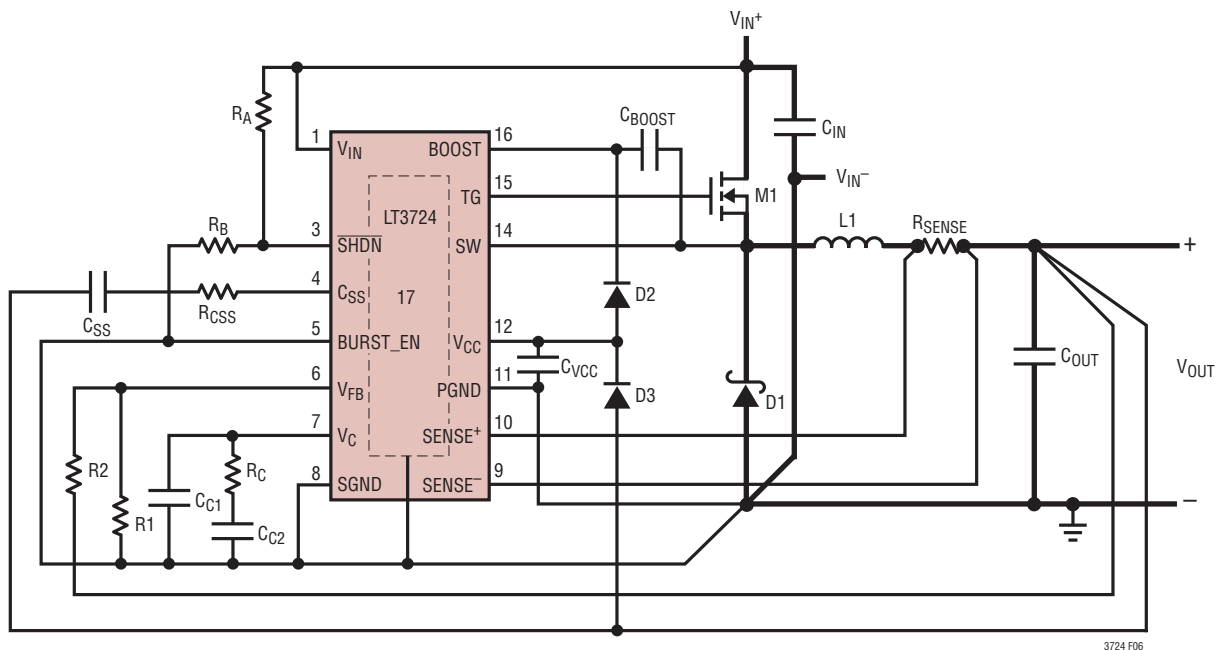 VIN+
RA
CBOOST
CIN
1
VIN
BOOST
16
VIN−
TG
15
M1
LT3724
L1
RSENSE
RB
3
SHDN
SW
14
+
4
CSS
17
D2
CSS
RCSS
5
BURST_EN
VCC
12
CVCC
COUT
VOUT
6
VFB
PGND
11
D3
D1
7
VC
SENSE+
10
R2
RC
8
SGND
SENSE−
9
CC1
R1
CC2
−
3724 F06